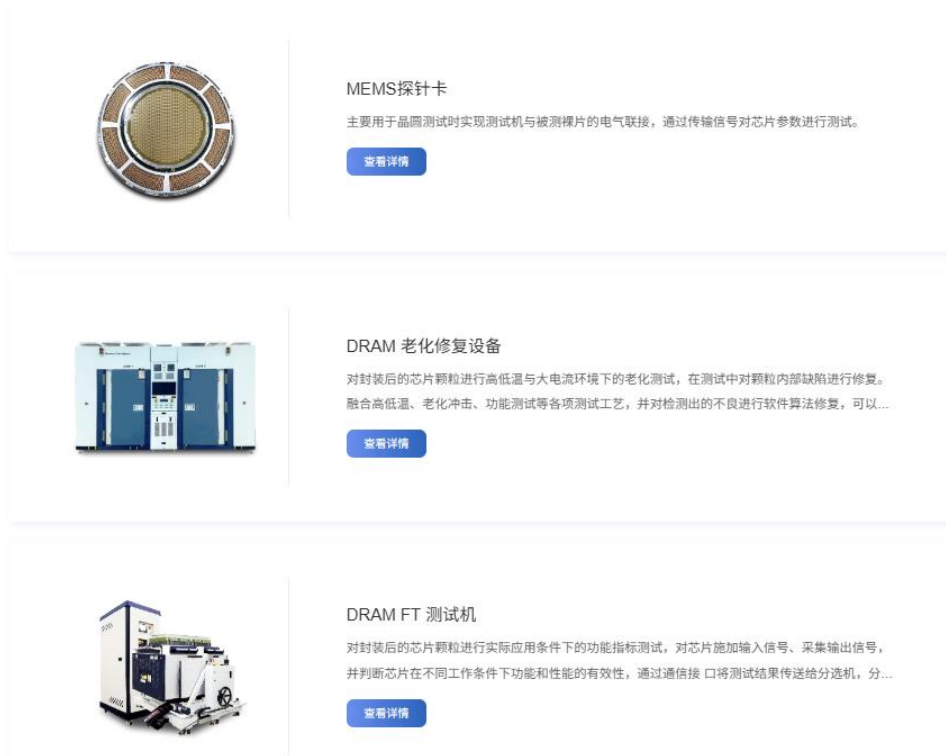 MEMS探针卡
主要用于晶圆测试时实现测试机与被测裸片的电气联接，通过传输信号对芯片参数进行测试。
查看详情
DRAM 老化修复设备
对封装后的芯片颗粒进行高低温与大电流环境下的老化测试，在测试中对颗粒内部缺陷进行修复。
融合高低温、老化冲击、功能测试等各项测试工艺，并对检测出的不良进行软件算法修复，可以...
查看详情
DRAM FT 测试机
对封装后的芯片颗粒进行实际应用条件下的功能指标测试，对芯片施加输入信号、采集输出信号，
并判断芯片在不同工作条件下功能和性能的有效性，通过通信接 口将测试结果传送给分选机，分...
查看详情